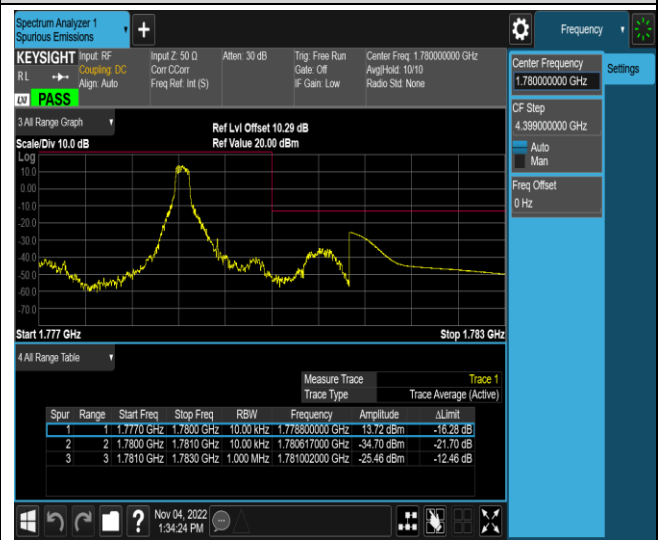 Spectrum Analyzer 1
Spurious Emissions
Frequency
KEYSIGHT
Input: RF
Input Z: 50 Ω
Atten: 30 dB
Trig: Free Run
Center Freq: 1.780000000 GHz
R L
Coupling: DC
Corr CCorr
Gate: Off
Avg|Hold: 10/10
Align: Auto
Freq Ref: Int (S)
IF Gain: Low
Radio Std: None
LXI
PASS
Center Frequency
1.780000000 GHz
Settings
CF Step
4.399000000 GHz
Auto
Man
Freq Offset
0 Hz
3 All Range Graph
Ref Lvl Offset 10.29 dB
Scale/Div 10.0 dB
Ref Value 20.00 dBm
Log
10.0
0.00
-10.0
-20.0
-30.0
-40.0
-50.0
-60.0
-70.0
Start 1.777 GHz
Stop 1.783 GHz
4 All Range Table
Measure Trace Trace 1
Trace Type Trace Average (Active)
Spur Range Start Freq Stop Freq RBW Frequency Amplitude ΔLimit
1 1 1.7770 GHz 1.7800 GHz 10.00 kHz 1.778800000 GHz 13.72 dBm -16.28 dB
2 2 1.7800 GHz 1.7810 GHz 10.00 kHz 1.780617000 GHz -34.70 dBm -21.70 dB
3 3 1.7810 GHz 1.7830 GHz 1.000 MHz 1.781002000 GHz -25.46 dBm -12.46 dB
Nov 04, 2022
1:34:24 PM